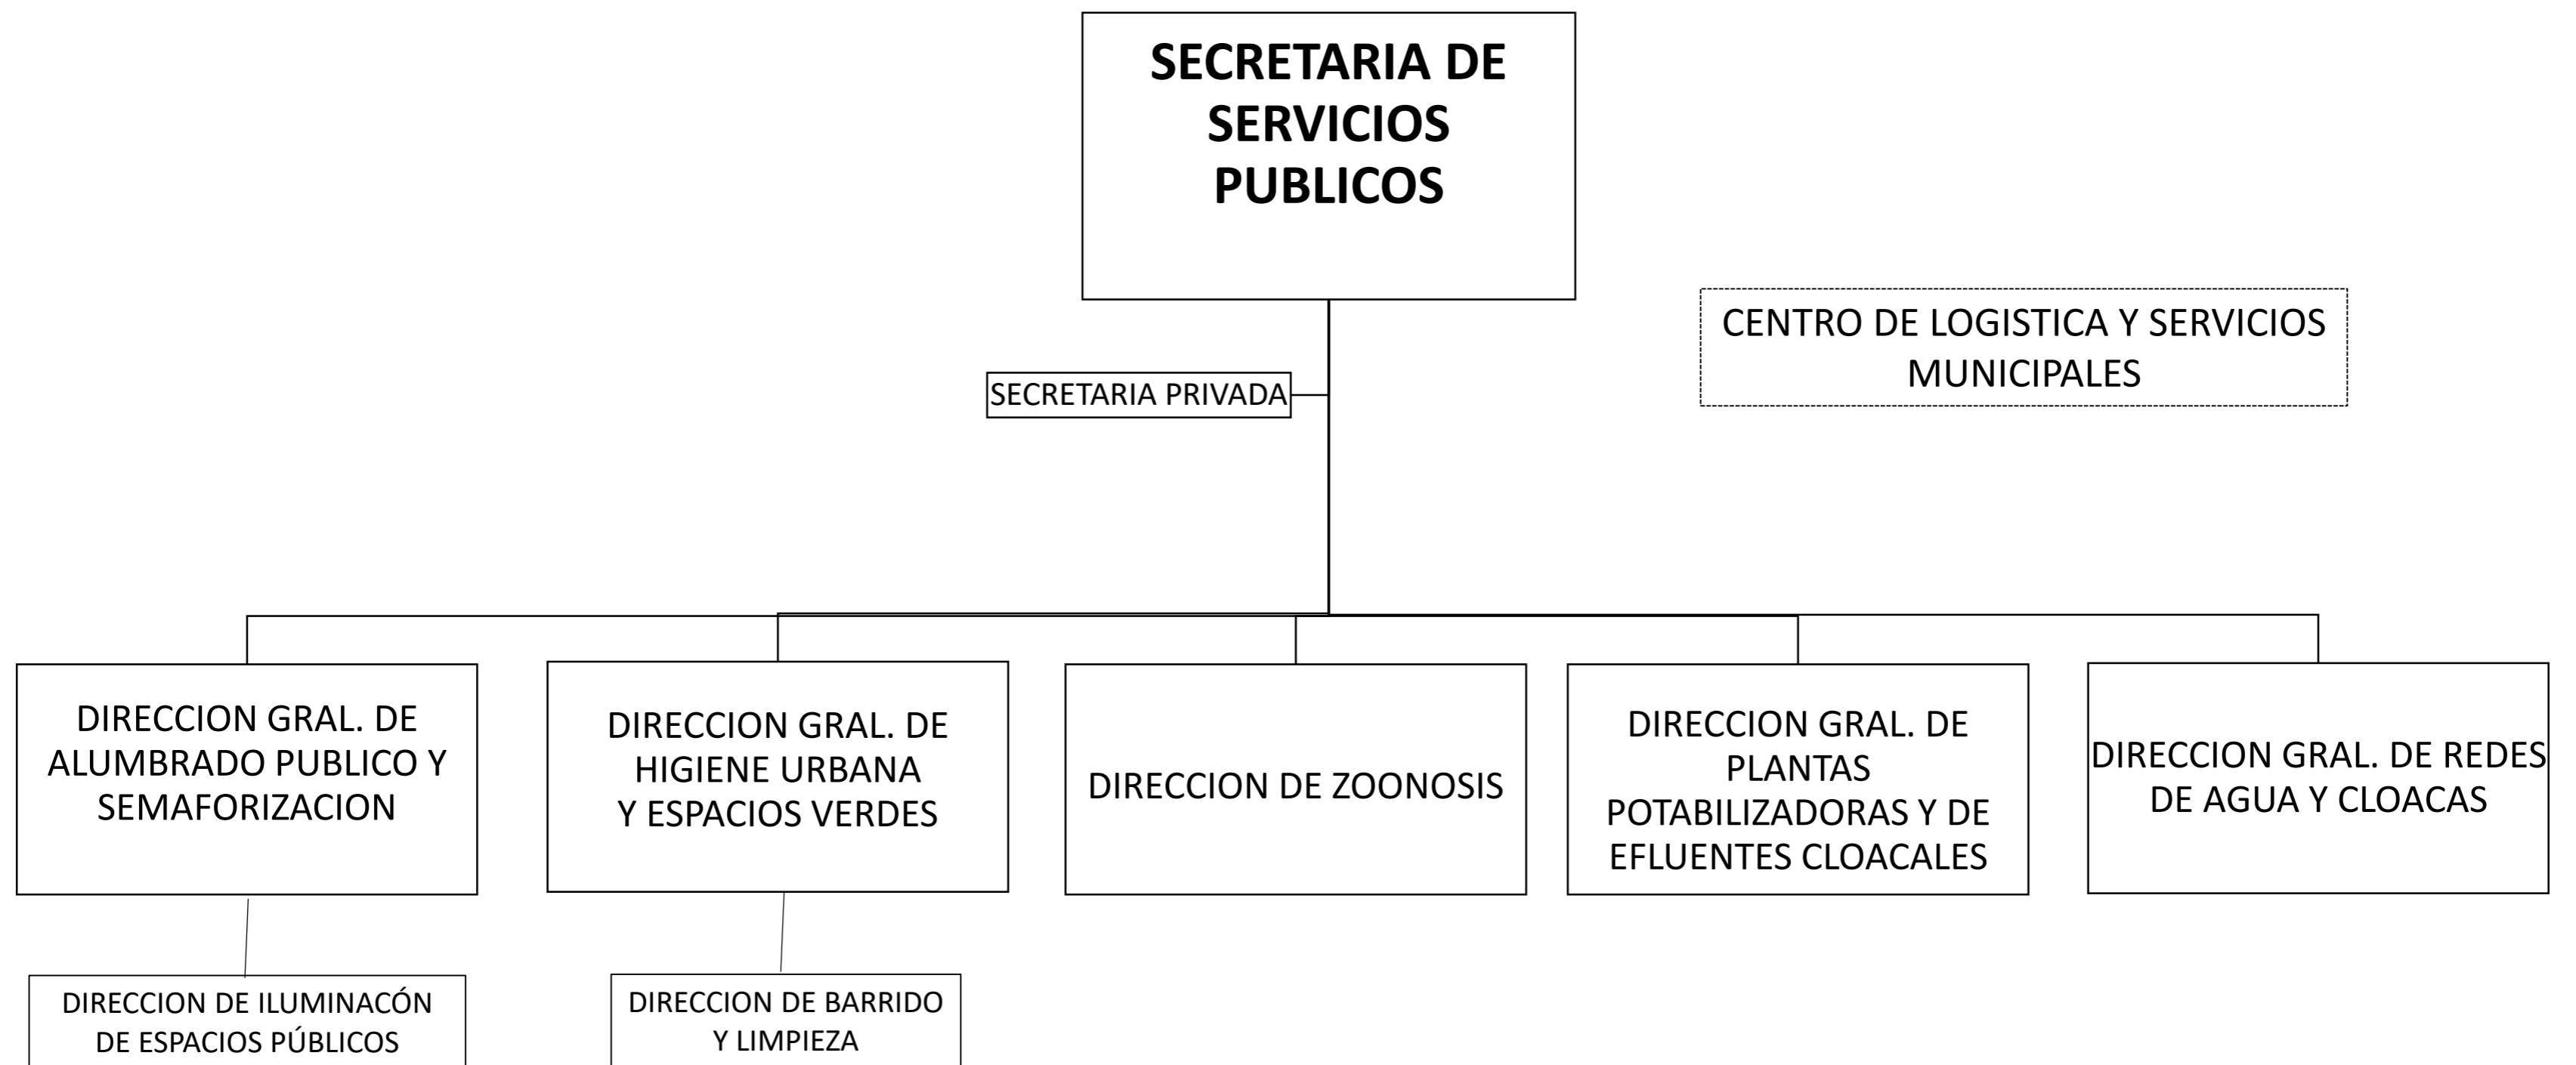 SECRETARIA DE
SERVICIOS
PUBLICOS
CENTRO DE LOGISTICA Y SERVICIOS
MUNICIPALES
SECRETARIA PRIVADA
DIRECCION GRAL. DE
ALUMBRADO PUBLICO Y
SEMAFORIZACION
DIRECCION GRAL. DE
HIGIENE URBANA
Y ESPACIOS VERDES
DIRECCION DE ZOONOSIS
DIRECCION GRAL. DE
PLANTAS
POTABILIZADORAS Y DE
EFLUENTES CLOACALES
DIRECCION GRAL. DE REDES
DE AGUA Y CLOACAS
DIRECCION DE ILUMINACÓN
DE ESPACIOS PÚBLICOS
DIRECCION DE BARRIDO
Y LIMPIEZA